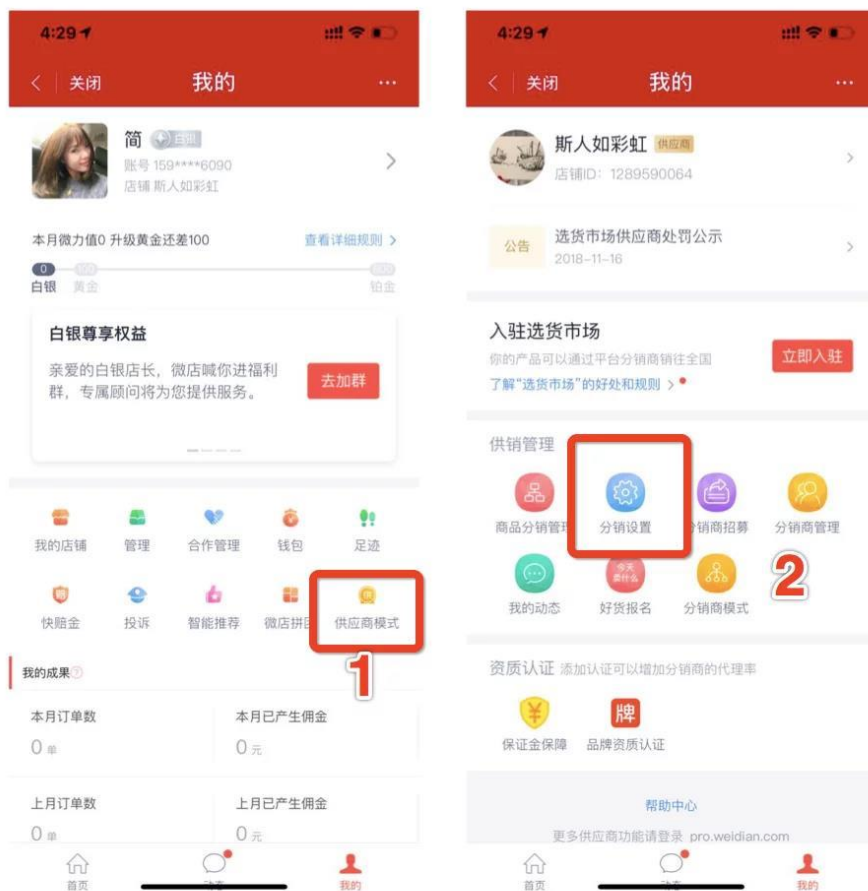 4:29
关闭
我的
...
简
白银
账号 159****6090
店铺 斯人如彩虹
本月微力值0 升级黄金还差100
查看详细规则
0
白银
黄金
铂金
白银尊享权益
亲爱的白银店长，微店喊你进福利
群，专属顾问将为您提供服务。
去加群
我的店铺
管理
合作管理
钱包
足迹
快赔金
投诉
智能推荐
微店拼团
供应商模式
1
我的成果
本月订单数
本月已产生佣金
0 单
0 元
上月订单数
上月已产生佣金
0 单
0 元
首页
我的
4:29
关闭
我的
...
斯人如彩虹
供应商
店铺ID：1289590064
公告
选货市场供应商处罚公示
2018-11-16
入驻选货市场
你的产品可以通过平台分销商销往全国
立即入驻
了解“选货市场”的好处和规则
供销管理
商品分销管理
分销设置
分销商招募
分销商管理
今天
卖什么
我的动态
好货报名
分销商模式
2
资质认证 添加认证可以增加分销商的代理率
牌
保证金保障
品牌资质认证
帮助中心
更多供应商功能请登录 pro.weidian.com
首页
我的